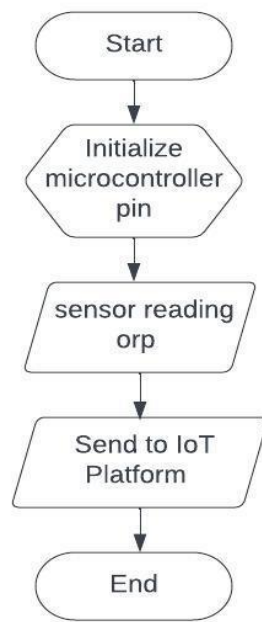 Start
Initialize
microcontroller
pin
sensor reading
orp
Send to IoT
Platform
End